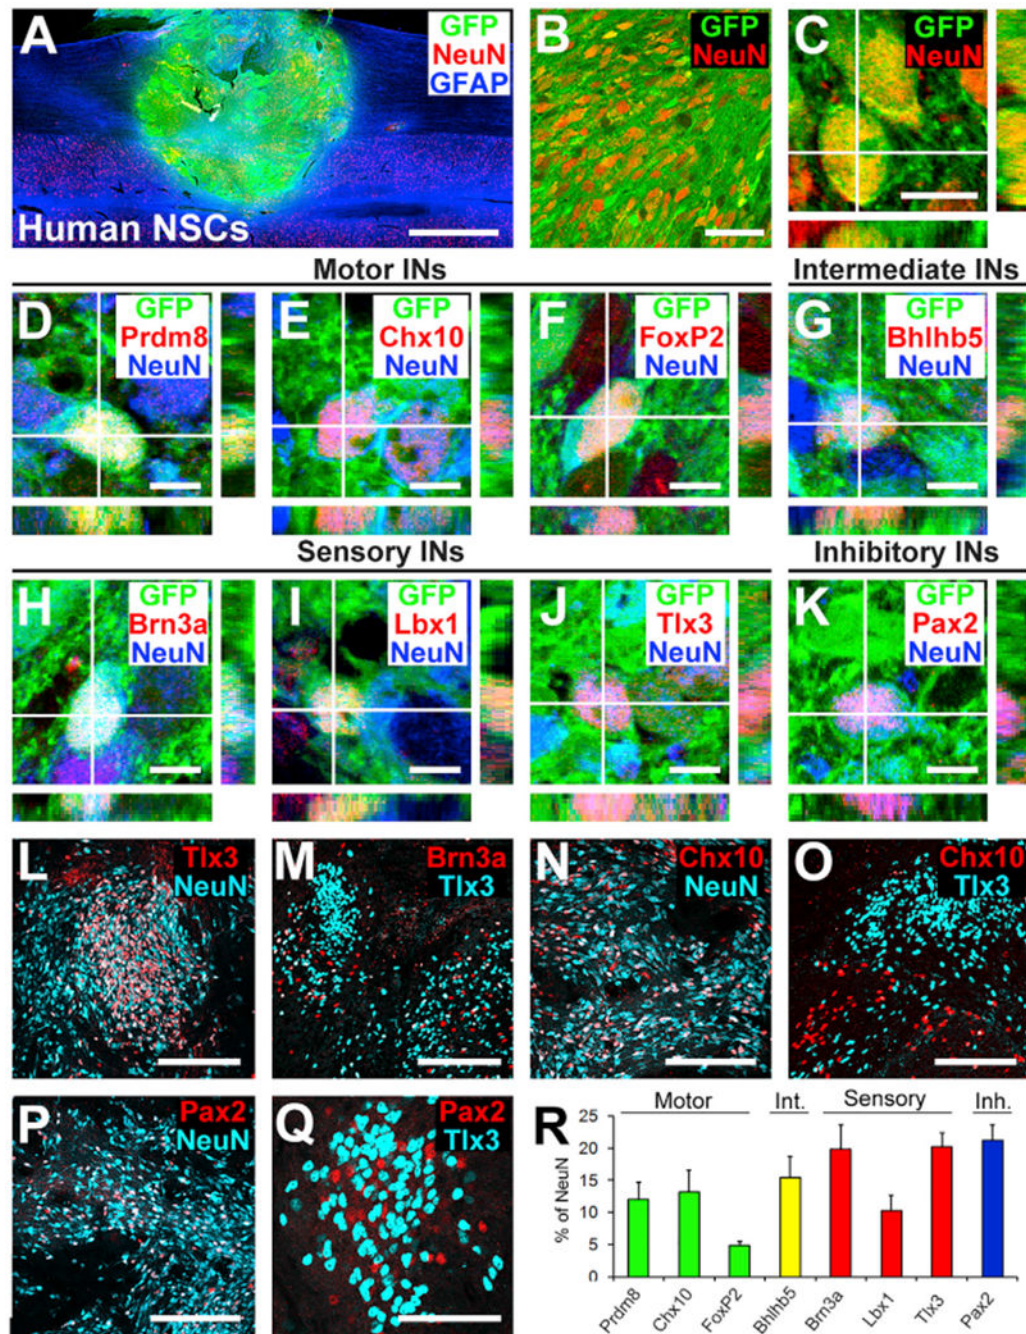 A
GFP
NeuN
GFAP
Human NSCs
B
GFP
NeuN
C
GFP
NeuN
Motor INs
Intermediate INs
D
GFP
Prdm8
NeuN
E
GFP
Chx10
NeuN
F
GFP
FoxP2
NeuN
G
GFP
Bhlhb5
NeuN
Sensory INs
Inhibitory INs
H
GFP
Brn3a
NeuN
I
GFP
Lbx1
NeuN
J
GFP
Tlx3
NeuN
K
GFP
Pax2
NeuN
L
Tlx3
NeuN
M
Brn3a
Tlx3
N
Chx10
NeuN
O
Chx10
Tlx3
P
Pax2
NeuN
Q
Pax2
Tlx3
R
Motor Int. Sensory Inh.
% of NeuN
25
20
15
10
5
0
Prdm8 Chx10 FoxP2 Bhlhb5 Brn3a Lbx1 Tlx3 Pax2